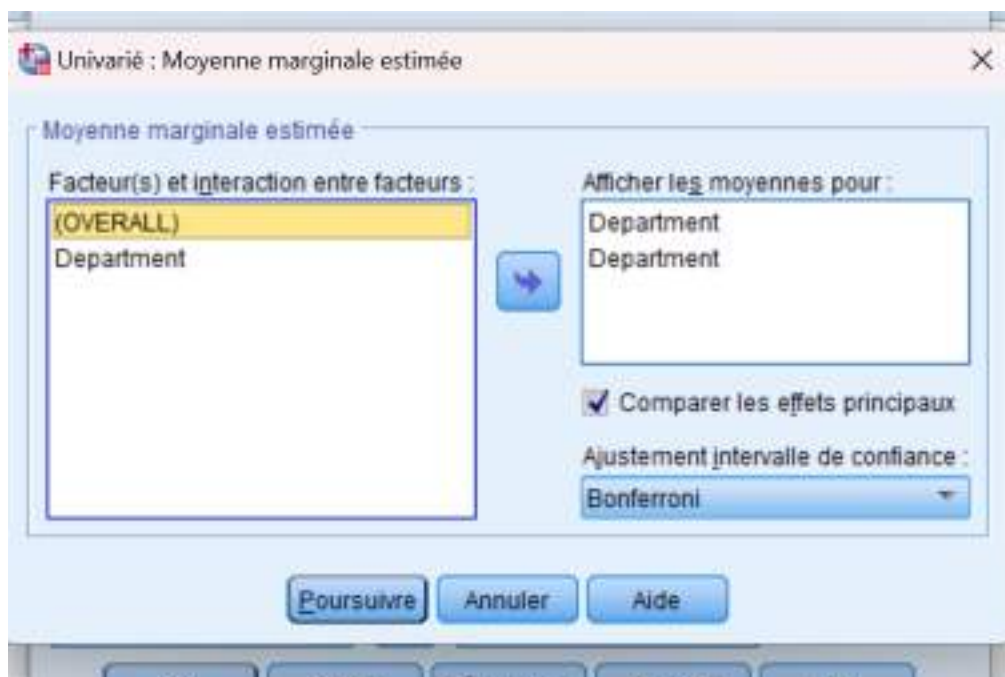 Univarié : Moyenne marginale estimée
Moyenne marginale estimée
Facteur(s) et interaction entre facteurs :
(OVERALL)
Department
Afficher les moyennes pour :
Department
Department
Comparer les effets principaux
Ajustement intervalle de confiance :
Bonferroni
Poursuivre
Annuler
Aide